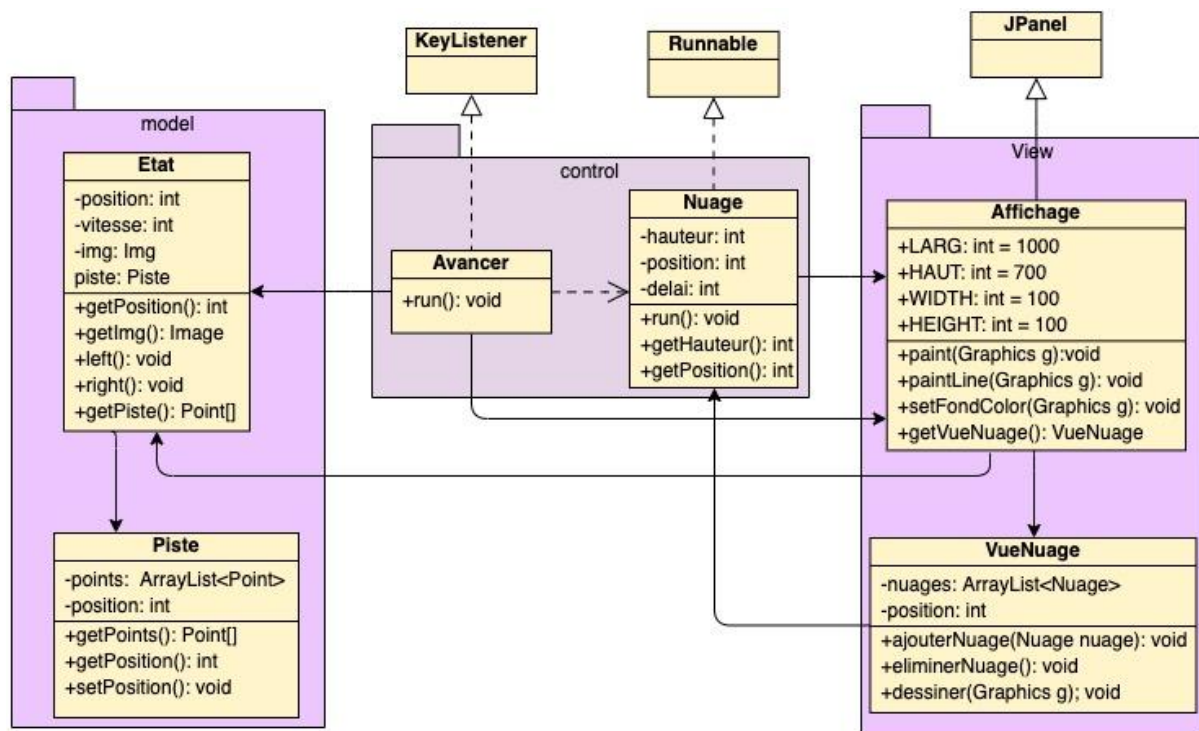 KeyListener
Runnable
JPanel
model
Etat
-position: int
-vitesse: int
-img: Img
piste: Piste
+getPosition(): int
+getImg(): Image
+left(): void
+right(): void
+getPiste(): Point[]
Piste
-points: ArrayList<Point>
-position: int
+getPoints(): Point[]
+getPosition(): int
+setPosition(): void
control
Avancer
+run(): void
Nuage
-hauteur: int
-position: int
-delai: int
+run(): void
+getHauteur(): int
+getPosition(): int
View
Affichage
+LARG: int = 1000
+HAUT: int = 700
+WIDTH: int = 100
+HEIGHT: int = 100
+paint(Graphics g):void
+paintLine(Graphics g): void
+setFondColor(Graphics g): void
+getVueNuage(): VueNuage
VueNuage
-nuages: ArrayList<Nuage>
-position: int
+ajouterNuage(Nuage nuage): void
+eliminerNuage(): void
+dessiner(Graphics g); void